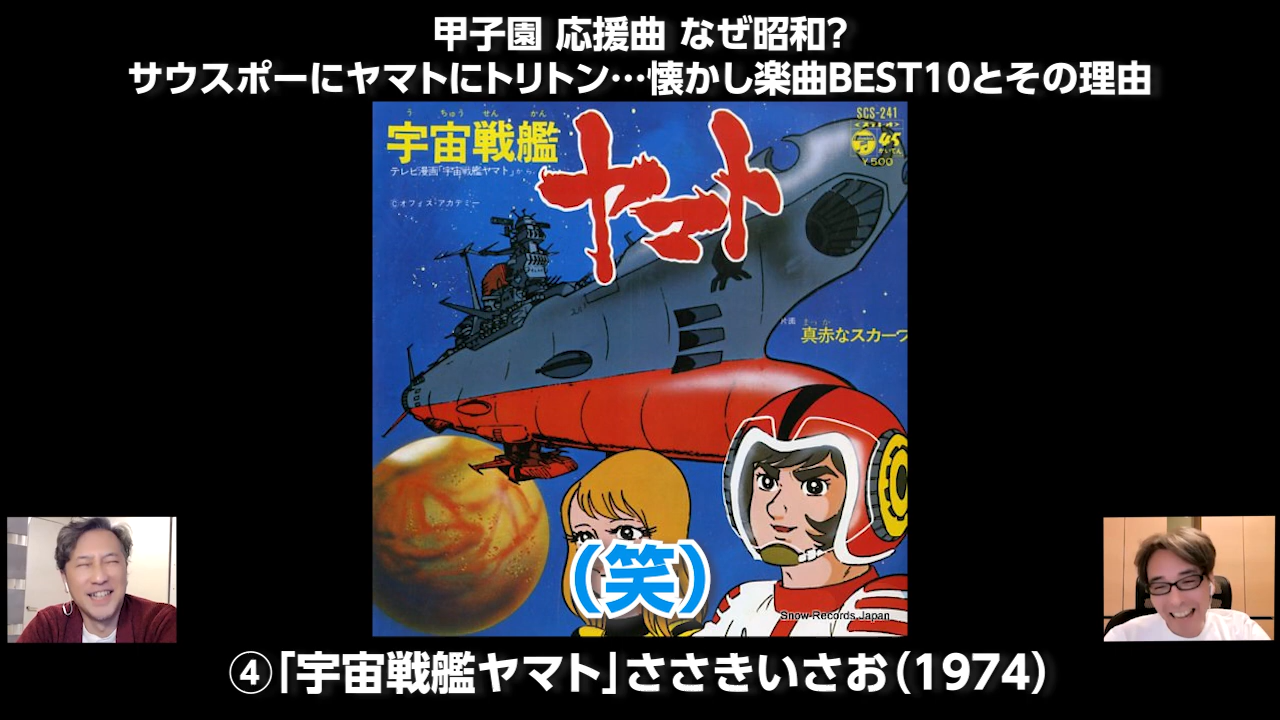 甲子園 応援曲 なぜ昭和?
サウスポーにヤマトにトリトン…懐かし楽曲BEST10とその理由
う ちゅう せん かん
宇宙戦艦
ヤマト
テレビ漫画「宇宙戦艦ヤマト」から
©オフィス・アカデミー
SCS-241
45
¥500
片面
真赤なスカーフ
(笑)
Snow Records Japan
④「宇宙戦艦ヤマト」ささきいさお(1974)